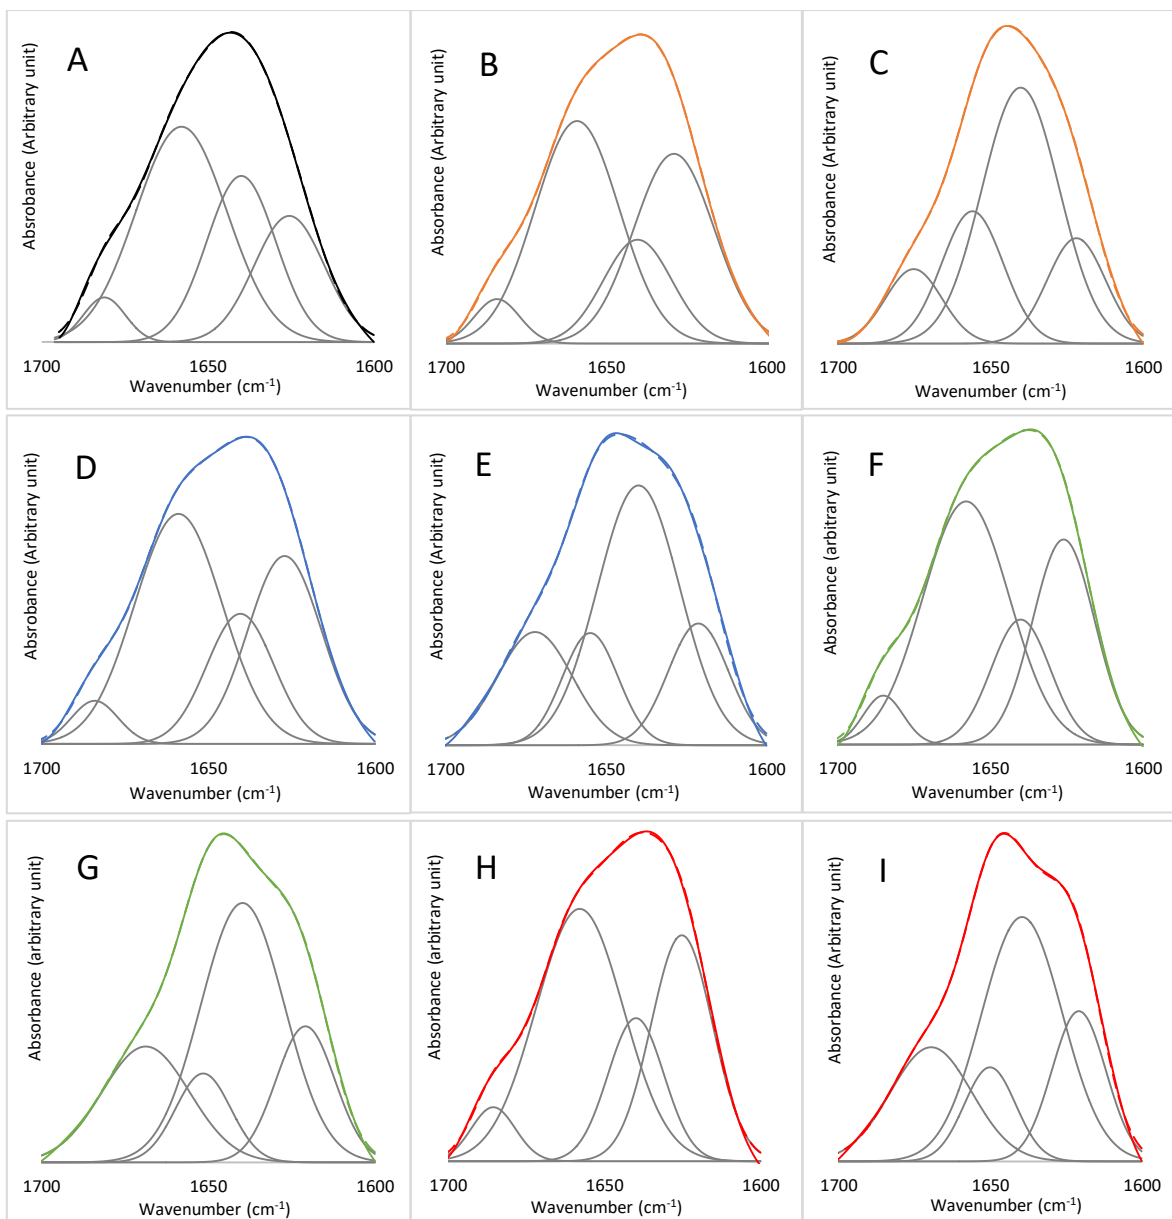 A
Absrobance (Arbitrary unit)
1700 1650 1600
Wavenumber (cm⁻¹)
B
Absorbance (Arbitrary unit)
1700 1650 1600
Wavenumber (cm⁻¹)
C
Absrobance (Arbitrary unit)
1700 1650 1600
Wavenumber (cm⁻¹)
D
Absrobance (Arbitrary unit)
1700 1650 1600
Wavenumber (cm⁻¹)
E
Absorbance (Arbitrary unit)
1700 1650 1600
Wavenumber (cm⁻¹)
F
Absorbance (arbitrary unit)
1700 1650 1600
Wavenumber (cm⁻¹)
G
Absorbance (arbitrary unit)
1700 1650 1600
Wavenumber (cm⁻¹)
H
Absorbance (Arbitrary unit)
1700 1650 1600
Wavenumber (cm⁻¹)
I
Absorbance (Arbitrary unit)
1700 1650 1600
Wavenumber (cm⁻¹)